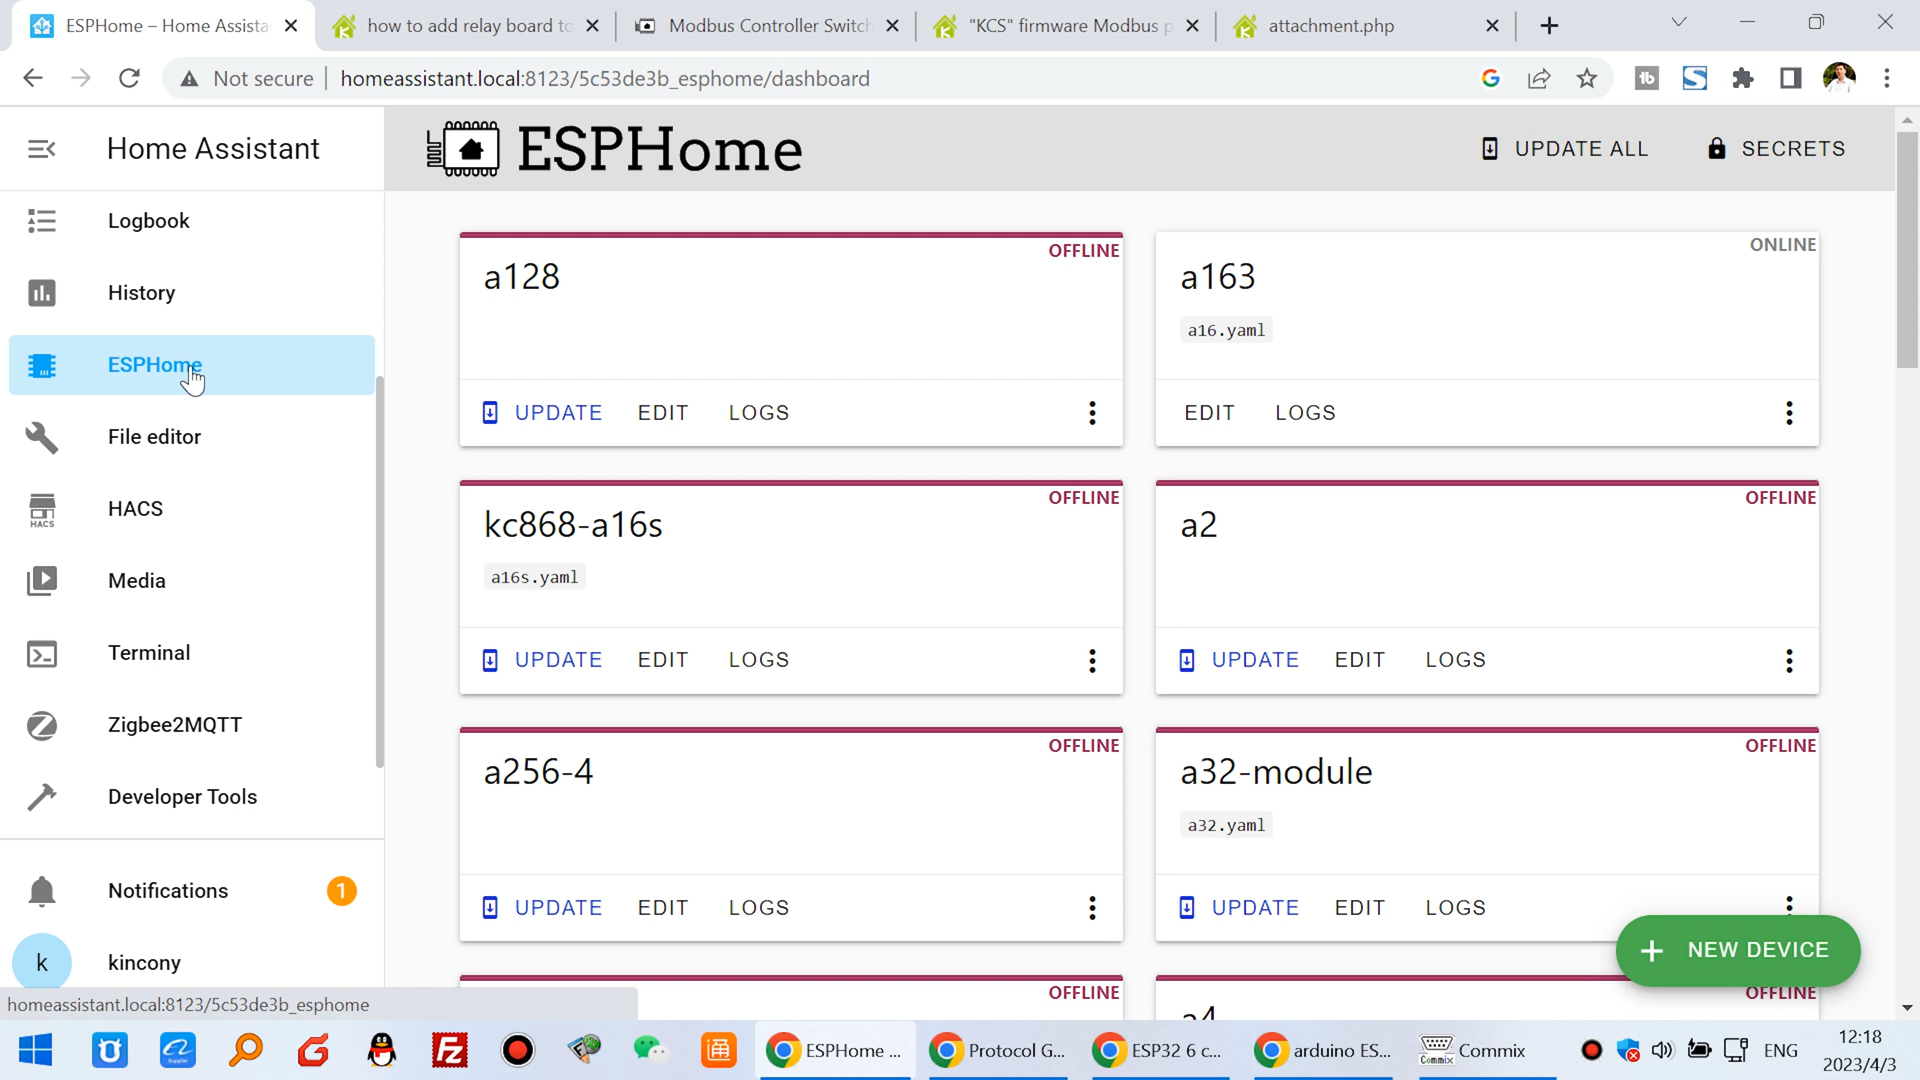 ESPHome – Home Assista
how to add relay board to
Modbus Controller Switch
"KCS" firmware Modbus p
attachment.php
Not secure
homeassistant.local:8123/5c53de3b_esphome/dashboard
Home Assistant
Logbook
History
ESPHome
File editor
HACS
HACS
Media
Terminal
Zigbee2MQTT
Developer Tools
Notifications
1
k
kincony
homeassistant.local:8123/5c53de3b_esphome
ESPHome
UPDATE ALL
SECRETS
OFFLINE
a128
UPDATE EDIT LOGS
ONLINE
a163
a16.yaml
EDIT LOGS
OFFLINE
kc868-a16s
a16s.yaml
UPDATE EDIT LOGS
OFFLINE
a2
UPDATE EDIT LOGS
OFFLINE
a256-4
UPDATE EDIT LOGS
OFFLINE
a32-module
a32.yaml
UPDATE EDIT LOGS
NEW DEVICE
OFFLINE
OFFLINE
a4
通
ESPHome ...
Protocol G...
ESP32 6 c...
arduino ES...
Commix
Commix
ENG
12:18
2023/4/3